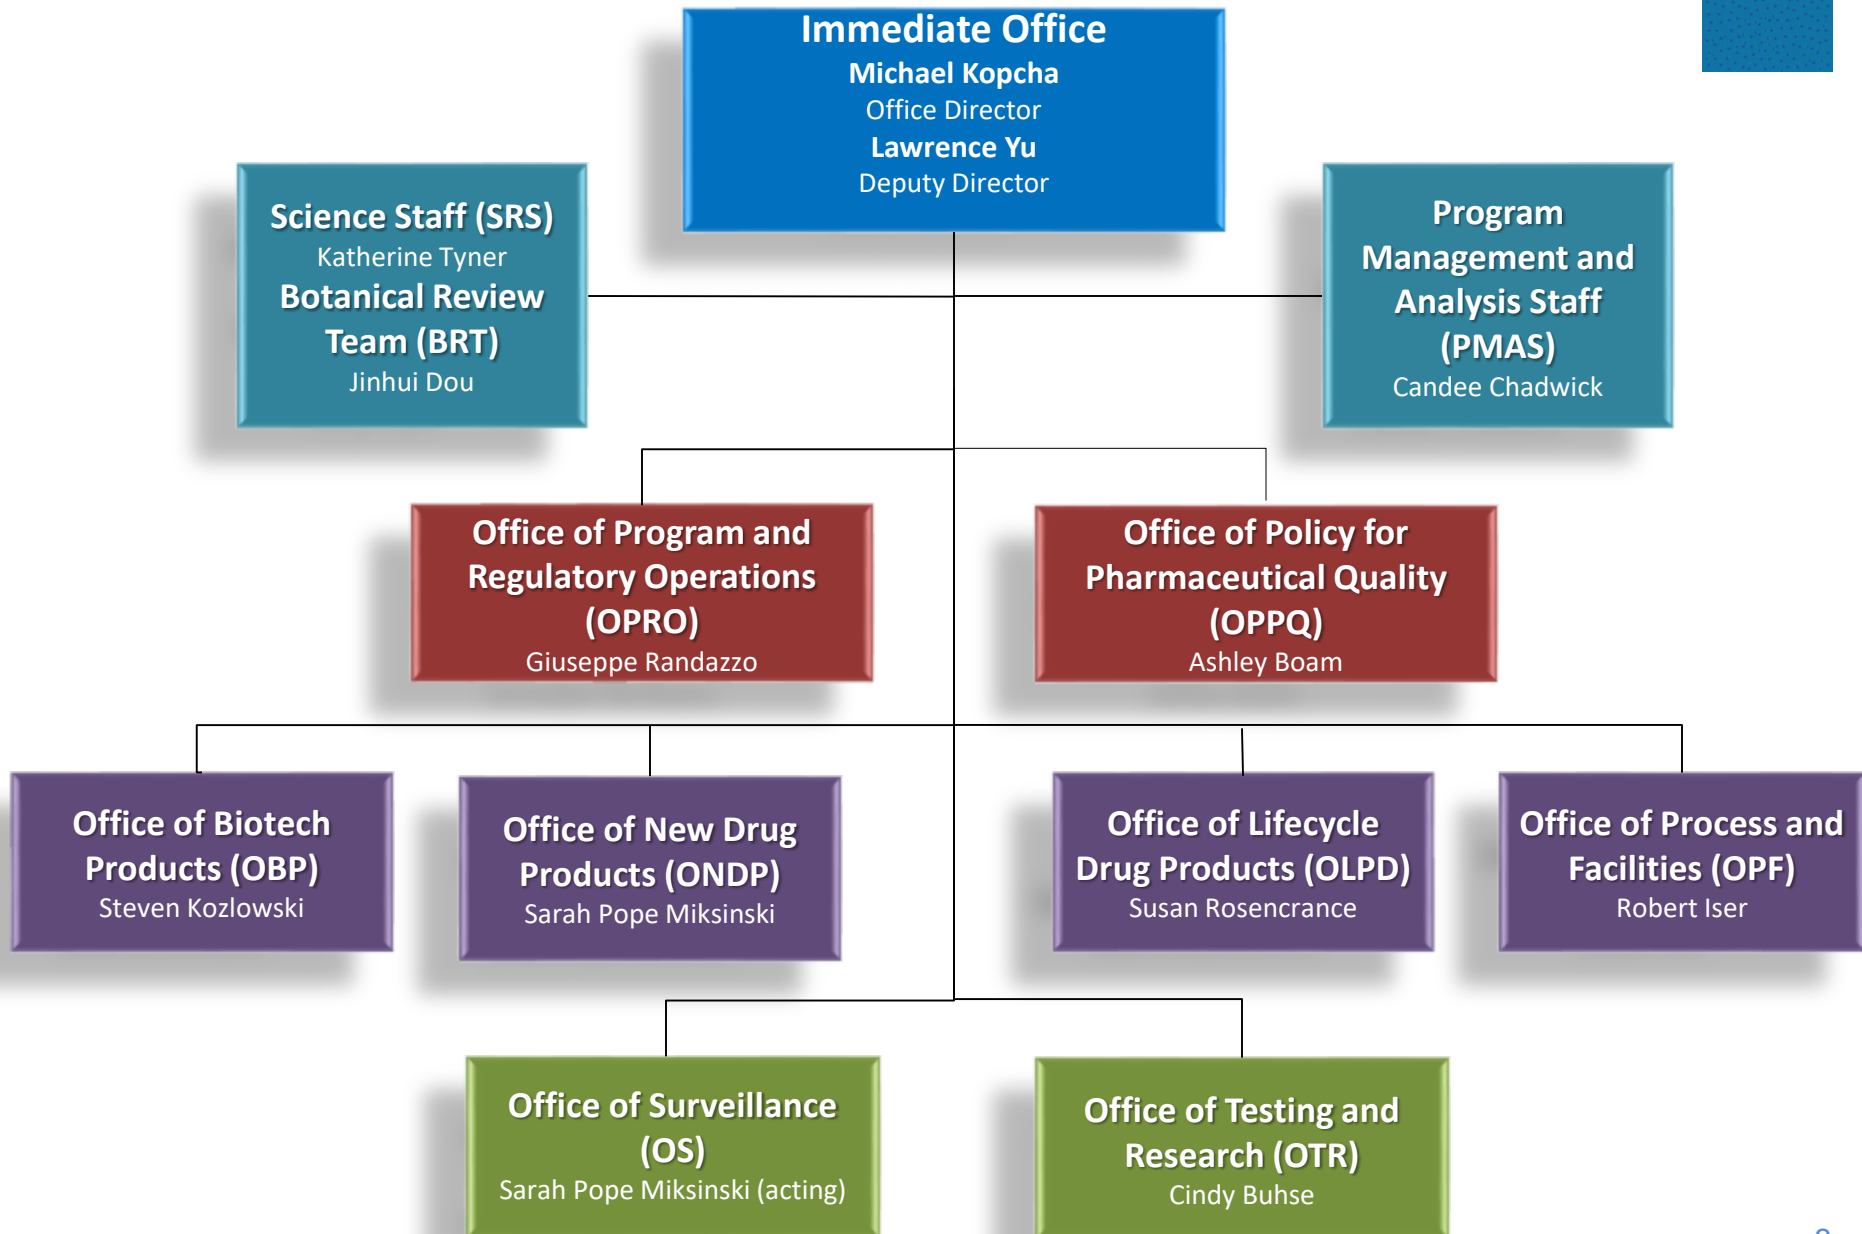 Immediate Office
Michael Kopcha
Office Director
Lawrence Yu
Deputy Director
Science Staff (SRS)
Katherine Tyner
Botanical Review
Team (BRT)
Jinhui Dou
Program
Management and
Analysis Staff
(PMAS)
Candee Chadwick
Office of Program and
Regulatory Operations
(OPRO)
Giuseppe Randazzo
Office of Policy for
Pharmaceutical Quality
(OPPQ)
Ashley Boam
Office of Biotech
Products (OBP)
Steven Kozlowski
Office of New Drug
Products (ONDP)
Sarah Pope Miksinski
Office of Lifecycle
Drug Products (OLPD)
Susan Rosencrance
Office of Process and
Facilities (OPF)
Robert Iser
Office of Surveillance
(OS)
Sarah Pope Miksinski (acting)
Office of Testing and
Research (OTR)
Cindy Buhse